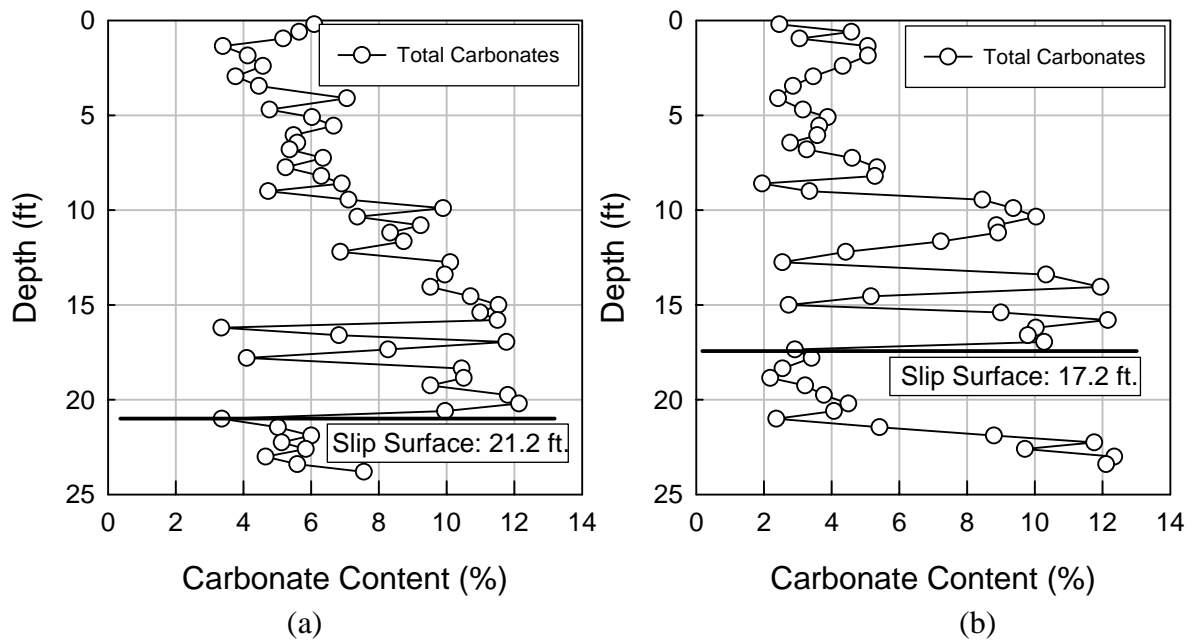 0
5
10
15
20
25
Depth (ft)
Total Carbonates
Slip Surface: 21.2 ft.
0 2 4 6 8 10 12 14
Carbonate Content (%)
(a)
0
5
10
15
20
25
Depth (ft)
Total Carbonates
Slip Surface: 17.2 ft.
0 2 4 6 8 10 12 14
Carbonate Content (%)
(b)